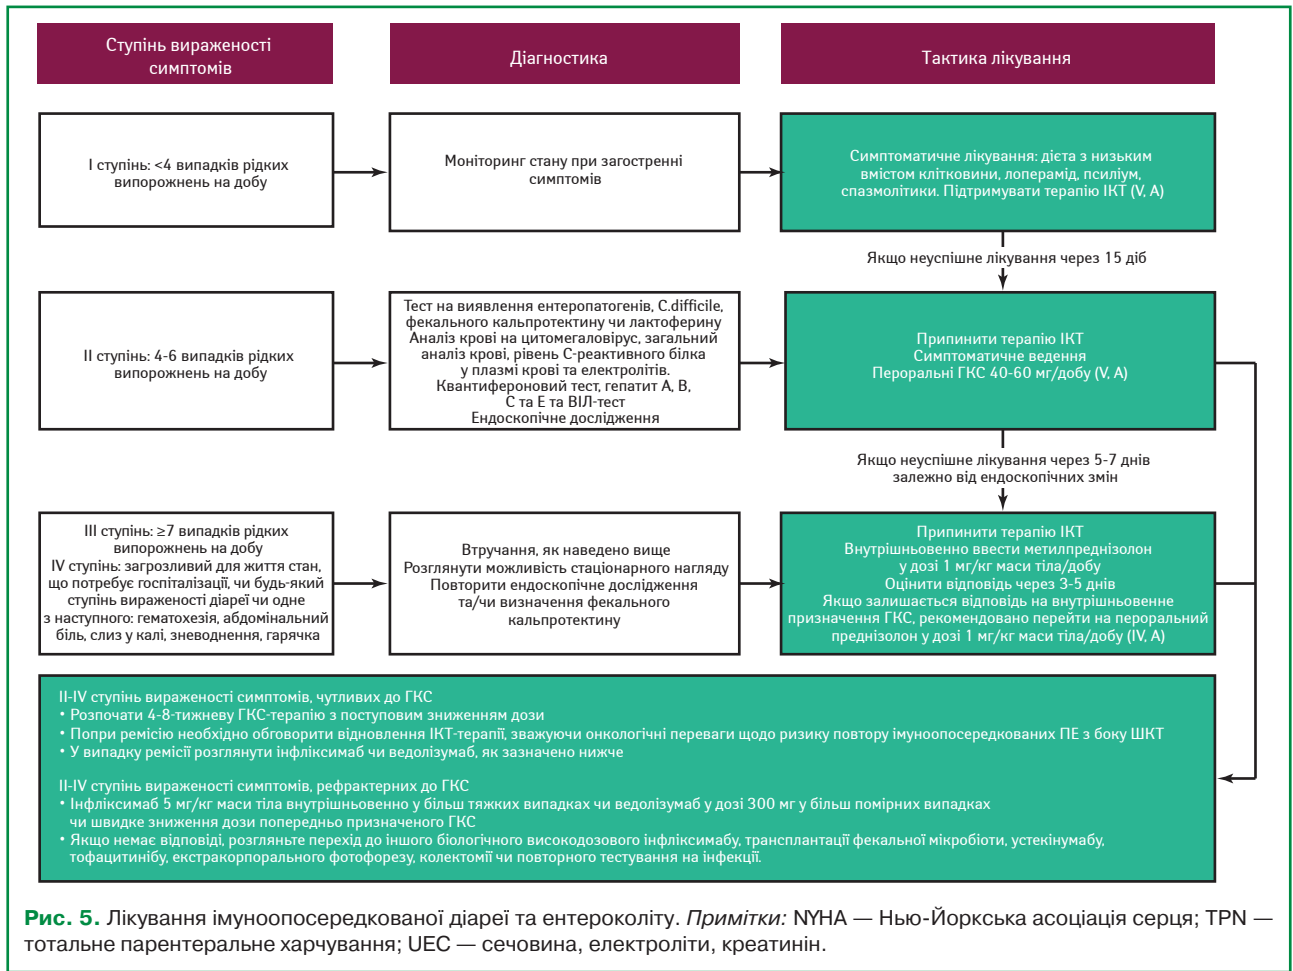 Ступінь вираженості
симптомів
Діагностика
Тактика лікування
I ступінь: <4 випадків рідких
випорожнень на добу
Моніторинг стану при загостренні
симптомів
Симптоматичне лікування: дієта з низьким
вмістом клітковини, лоперамід, псиліум,
спазмолітики. Підтримувати терапію ІКТ (V, A)
Якщо неуспішне лікування через 15 діб
II ступінь: 4-6 випадків рідких
випорожнень на добу
Тест на виявлення ентеропатогенів, C.difficile,
фекального кальпротектину чи лактоферину
Аналіз крові на цитомегаловірус, загальний
аналіз крові, рівень С-реактивного білка
у плазмі крові та електролітів.
Квантифероновий тест, гепатит А, В,
С та Е та ВІЛ-тест
Ендоскопічне дослідження
Припинити терапію ІКТ
Симптоматичне ведення
Пероральні ГКС 40-60 мг/добу (V, A)
Якщо неуспішне лікування через 5-7 днів
залежно від ендоскопічних змін
III ступінь: ≥7 випадків рідких
випорожнень на добу
IV ступінь: загрозливий для життя стан,
що потребує госпіталізації, чи будь-який
ступінь вираженості діареї чи одне
з наступного: гематохезія, абдомінальний
біль, слиз у калі, зневоднення, гарячка
Втручання, як наведено вище
Розглянути можливість стаціонарного нагляду
Повторити ендоскопічне дослідження
та/чи визначення фекального
кальпротектину
Припинити терапію ІКТ
Внутрішньовенно ввести метилпреднізолон
у дозі 1 мг/кг маси тіла/добу
Оцінити відповідь через 3-5 днів
Якщо залишається відповідь на внутрішньовенне
призначення ГКС, рекомендовано перейти на пероральний
преднізолон у дозі 1 мг/кг маси тіла/добу (IV, A)
II-IV ступінь вираженості симптомів, чутливих до ГКС
• Розпочати 4-8-тижневу ГКС-терапію з поступовим зниженням дози
• Попри ремісію необхідно обговорити відновлення ІКТ-терапії, зважуючи онкологічні переваги щодо ризику повтору імуноопосередкованих ПЕ з боку ШКТ
• У випадку ремісії розглянути інфліксимаб чи ведолізумаб, як зазначено нижче
II-IV ступінь вираженості симптомів, рефрактерних до ГКС
• Інфліксимаб 5 мг/кг маси тіла внутрішньовенно у більш тяжких випадках чи ведолізумаб у дозі 300 мг у більш помірних випадках
чи швидке зниження дози попередньо призначеного ГКС
• Якщо немає відповіді, розгляньте перехід до іншого біологічного високодозового інфліксимабу, трансплантації фекальної мікробіоти, устекінумабу,
тофацитинібу, екстракорпорального фотофорезу, колектомії чи повторного тестування на інфекції.
Рис. 5. Лікування імуноопосередкованої діареї та ентероколіту. Примітки: NYHA — Нью-Йоркська асоціація серця; TPN —
тотальне парентеральне харчування; UEC — сечовина, електроліти, креатинін.